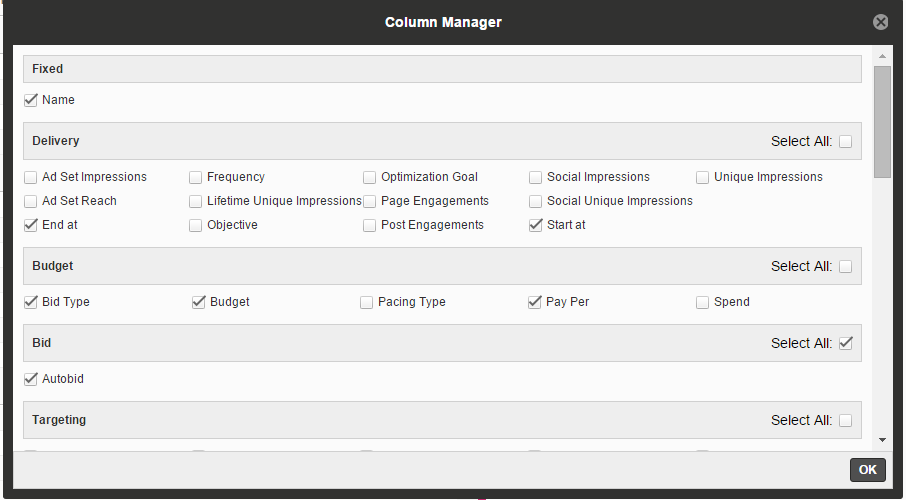 Column Manager
Fixed
Name
Delivery Select All:
Ad Set Impressions Frequency Optimization Goal Social Impressions Unique Impressions
Ad Set Reach Lifetime Unique Impressions Page Engagements Social Unique Impressions
End at Objective Post Engagements Start at
Budget Select All:
Bid Type Budget Pacing Type Pay Per Spend
Bid Select All:
Autobid
Targeting Select All:
OK